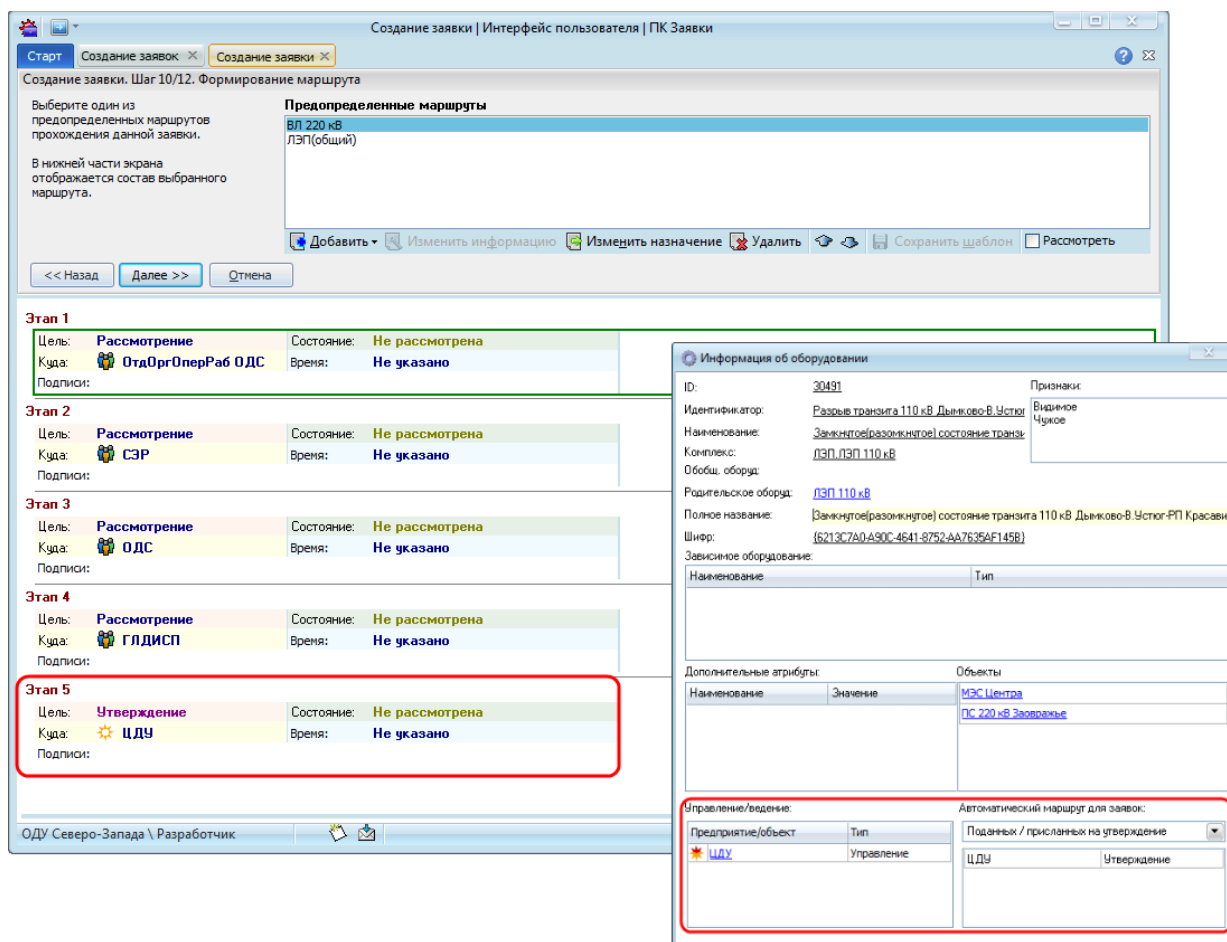 Создание заявки | Интерфейс пользователя | ПК Заявки
Старт Создание заявок Создание заявки
Создание заявки. Шаг 10/12. Формирование маршрута
Выберите один из
предопределенных маршрутов
прохождения данной заявки.
В нижней части экрана
отображается состав выбранного
маршрута.
Предопределенные маршруты
ВЛ 220 кВ
ЛЭП(общий)
Добавить Изменить информацию Изменить назначение Удалить Сохранить шаблон Рассмотреть
<< Назад Далее >> Отмена
Этап 1
Цель: Рассмотрение Состояние: Не рассмотрена
Куда: ОтдОргОперРаб ОДС Время: Не указано
Подписи:
Этап 2
Цель: Рассмотрение Состояние: Не рассмотрена
Куда: СЭР Время: Не указано
Подписи:
Этап 3
Цель: Рассмотрение Состояние: Не рассмотрена
Куда: ОДС Время: Не указано
Подписи:
Этап 4
Цель: Рассмотрение Состояние: Не рассмотрена
Куда: ГЛДИСП Время: Не указано
Подписи:
Этап 5
Цель: Утверждение Состояние: Не рассмотрена
Куда: ЦДУ Время: Не указано
Подписи:
ОДУ Северо-Запада \ Разработчик
Информация об оборудовании
ID: 30491 Признаки:
Идентификатор: Разрыв транзита 110 кВ Дымково-В.Устюг Видимое
Чужое
Наименование: Замкнутое(разомкнутое) состояние транзи
Комплекс: ЛЭП.ЛЭП 110 кВ
Обобщ. оборуд:
Родительское оборуд: ЛЭП 110 кВ
Полное название: Замкнутое(разомкнутое) состояние транзита 110 кВ Дымково-В.Устюг-РП Красави
Шифр: {6213C7A0-A90C-4641-8752-AA7635AF145B}
Зависимое оборудование:
Наименование Тип
Дополнительные атрибуты: Объекты
Наименование Значение МЭС Центра
ПС 220 кВ Заовражье
Управление/ведение: Автоматический маршрут для заявок:
Предприятие/объект Тип Поданных / присланных на утверждение
ЦДУ Управление ЦДУ Утверждение